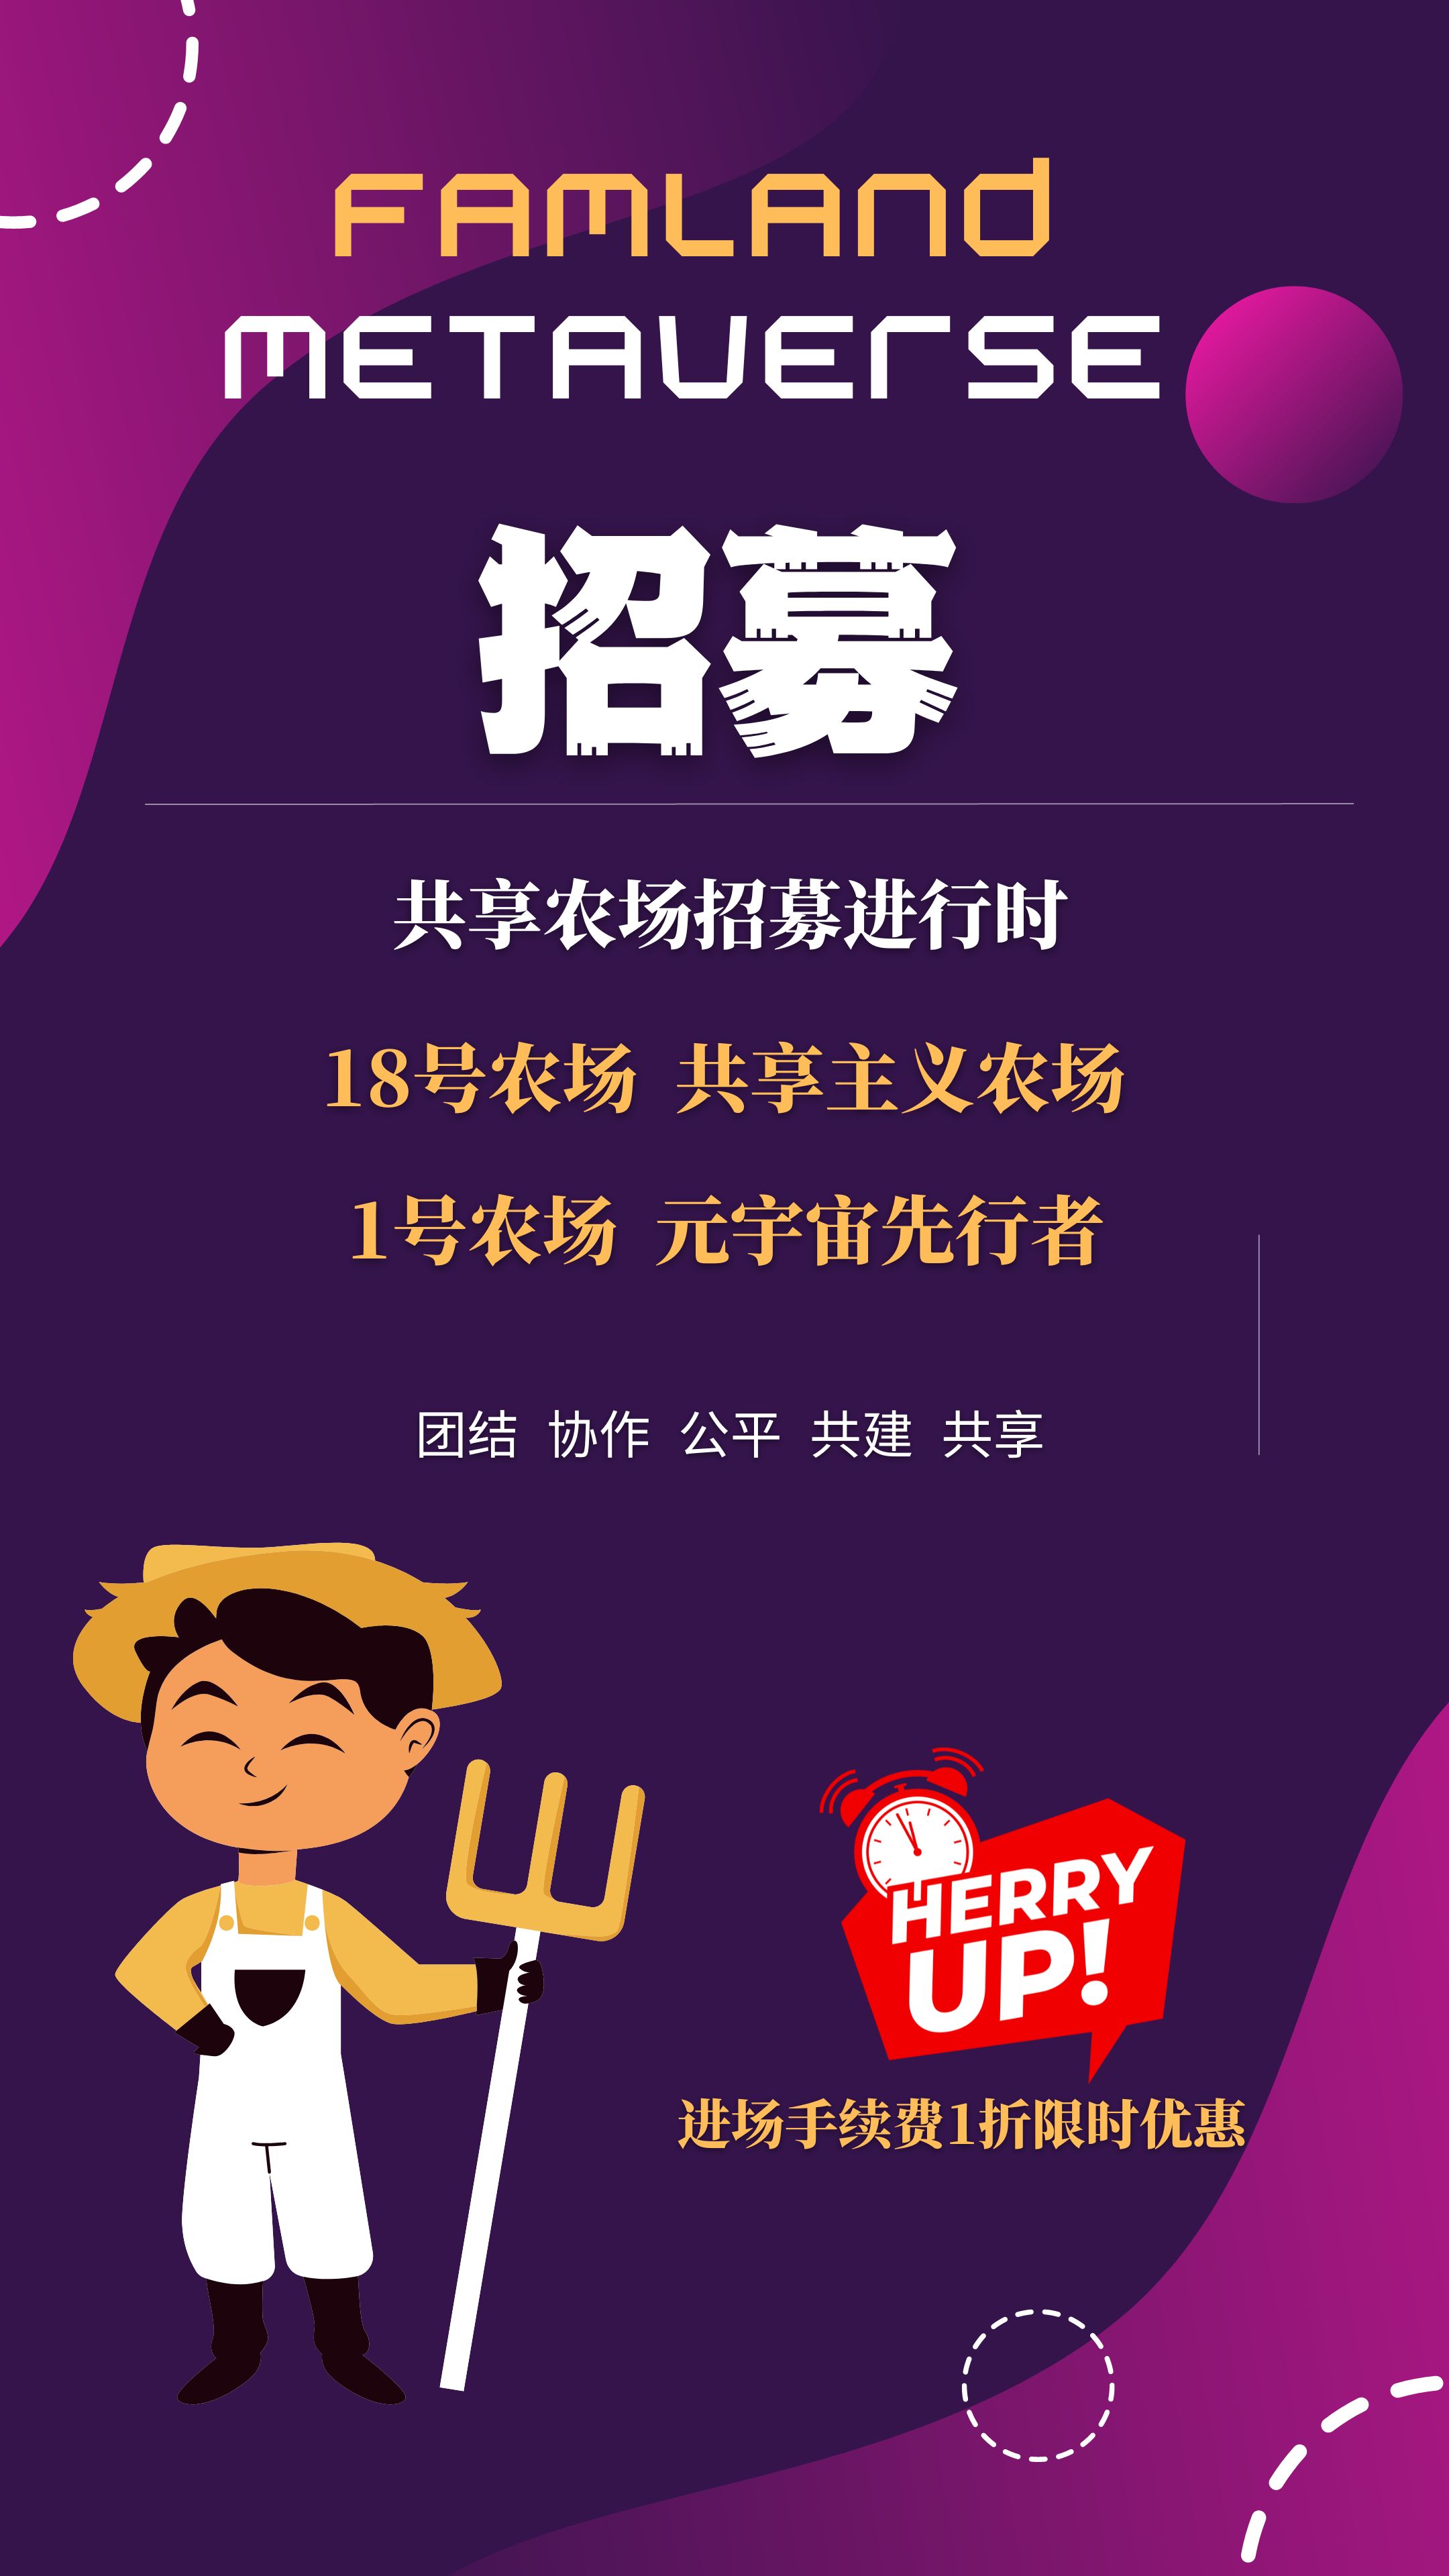 FAMLAND
METAVERSE
招募
共享农场招募进行时
18号农场 共享主义农场
1号农场 元宇宙先行者
团结 协作 公平 共建 共享
HERRY
UP!
进场手续费1折限时优惠